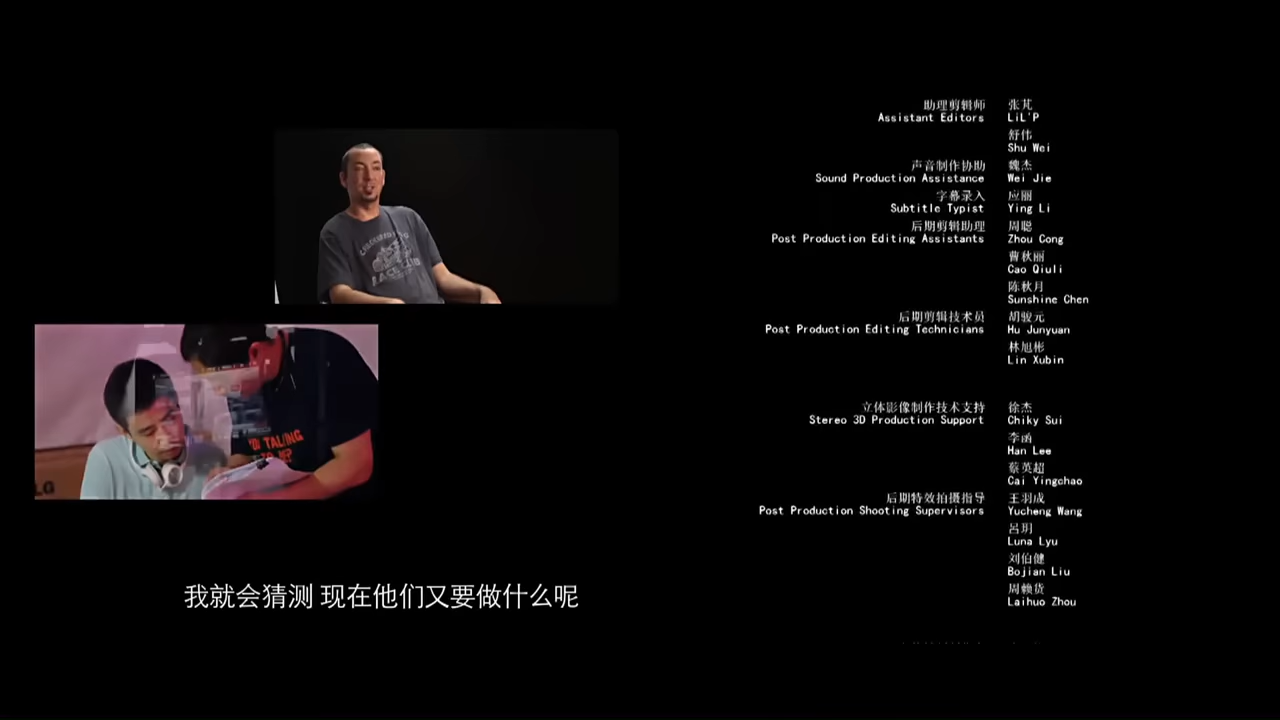 助理剪辑师 张芃
Assistant Editors LiL'P
舒伟
Shu Wei
声音制作协助 魏杰
Sound Production Assistance Wei Jie
字幕录入 应丽
Subtitle Typist Ying Li
后期剪辑助理 周聪
Post Production Editing Assistants Zhou Cong
曹秋丽
Cao Qiuli
陈秋月
Sunshine Chen
后期剪辑技术员 胡骏元
Post Production Editing Technicians Hu Junyuan
林旭彬
Lin Xubin
立体影像制作技术支持 徐杰
Stereo 3D Production Support Chiky Sui
李函
Han Lee
蔡英超
Cai Yingchao
后期特效拍摄指导 王羽成
Post Production Shooting Supervisors Yucheng Wang
吕玥
Luna Lyu
刘伯健
Bojian Liu
周赖货
Laihuo Zhou
RACE CLUB
TALKING
LG
我就会猜测 现在他们又要做什么呢